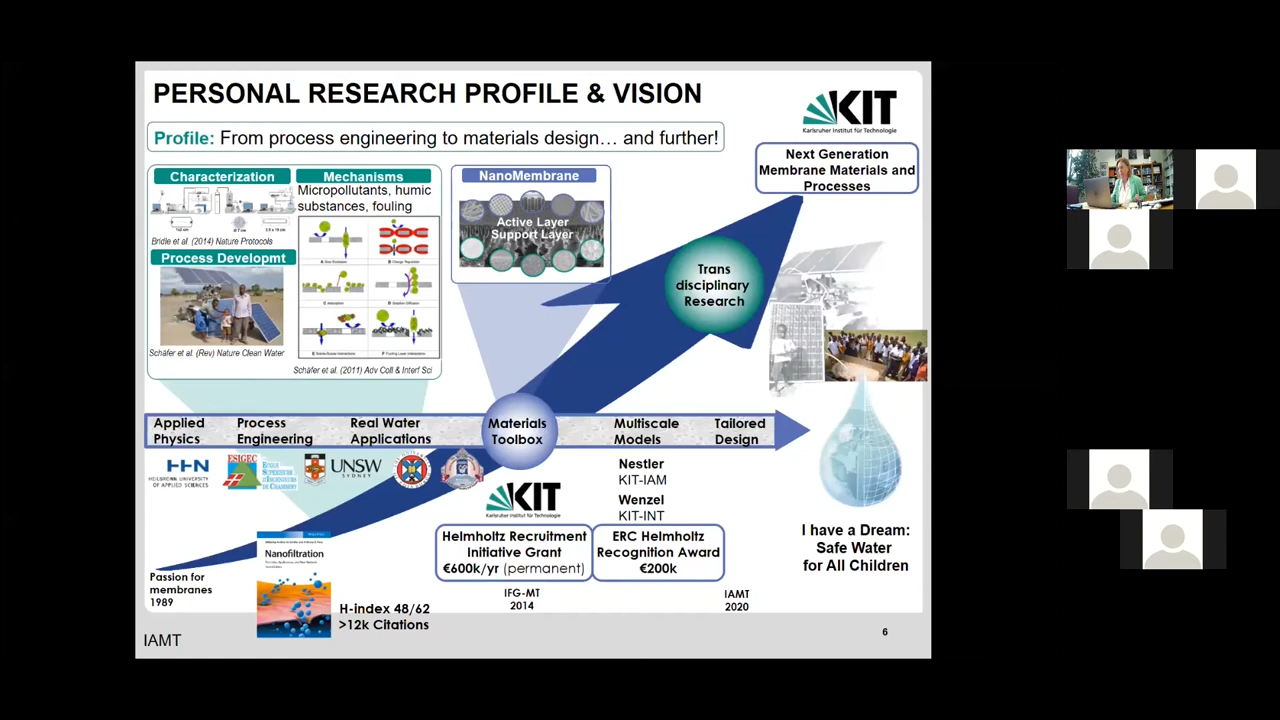 PERSONAL RESEARCH PROFILE & VISION
KIT
Karlsruher Institut für Technologie
Profile: From process engineering to materials design… and further!
Next Generation
Membrane Materials and
Processes
Characterization
Bridle et al. (2014) Nature Protocols
Process Developmt
Schäfer et al. (Rev) Nature Clean Water
Mechanisms
Micropollutants, humic
substances, fouling
Schäfer et al. (2011) Adv Coll & Interf Sci
NanoMembrane
Active Layer
Support Layer
Trans
disciplinary
Research
Applied
Physics
Process
Engineering
Real Water
Applications
Materials
Toolbox
Multiscale
Models
Tailored
Design
HHN
HEILBRONN UNIVERSITY
OF APPLIED SCIENCES
ESIGEC
UNSW
SYDNEY
KIT
Karlsruher Institut für Technologie
Nestler
KIT-IAM
Wenzel
KIT-INT
Helmholtz Recruitment
Initiative Grant
€600k/yr (permanent)
ERC Helmholtz
Recognition Award
€200k
IFG-MT
2014
IAMT
2020
I have a Dream:
Safe Water
for All Children
Passion for
membranes
1989
Nanofiltration
H-index 48/62
>12k Citations
IAMT
6